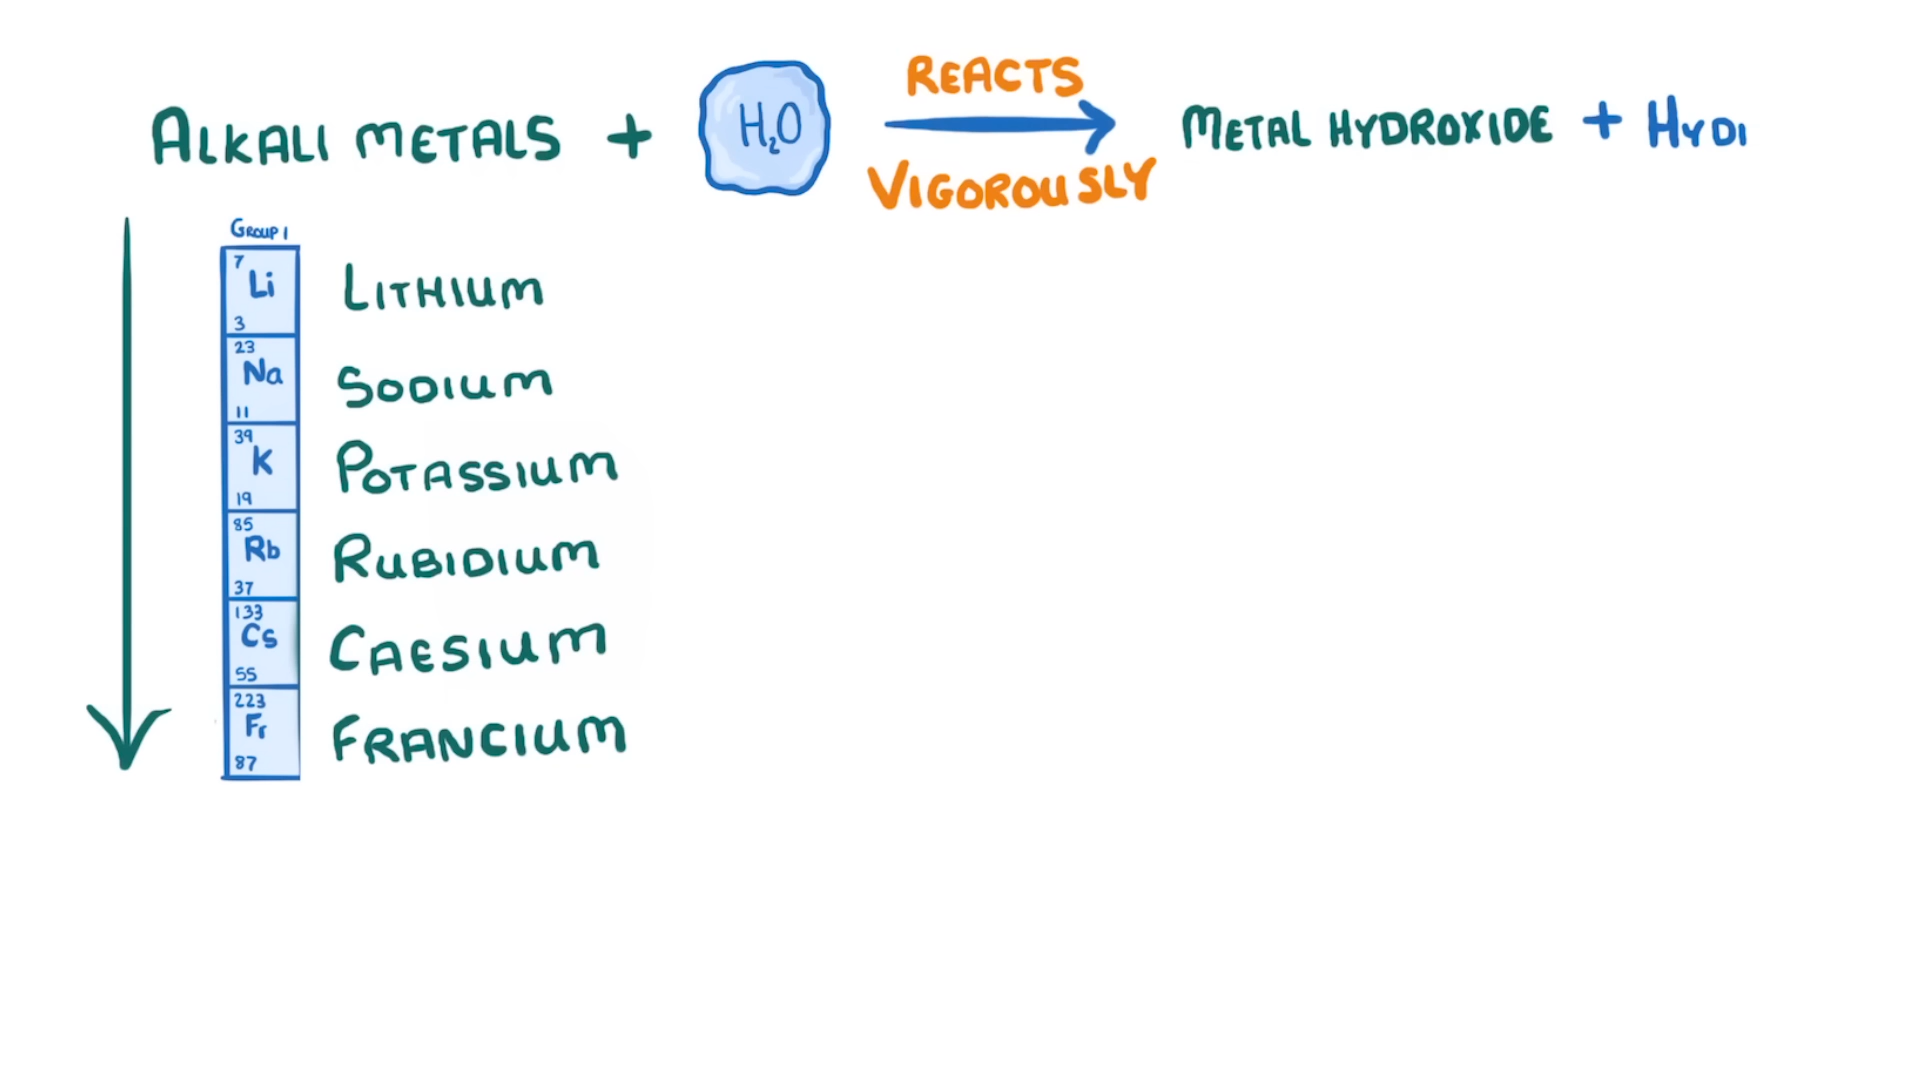 REACTS
ALKALI METALS + H₂O → METAL HYDROXIDE + HYDI
VIGOROUSLY
GROUP 1
7
Li LITHIUM
3
23
Na SODIUM
11
39
K POTASSIUM
19
85
Rb RUBIDIUM
37
133
Cs CAESIUM
55
223
Fr FRANCIUM
87